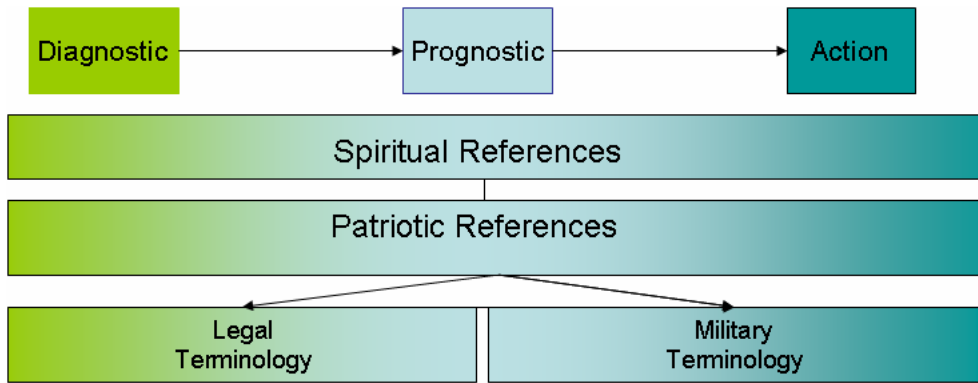 Diagnostic
Prognostic
Action
Spiritual References
Patriotic References
Legal
Terminology
Military
Terminology